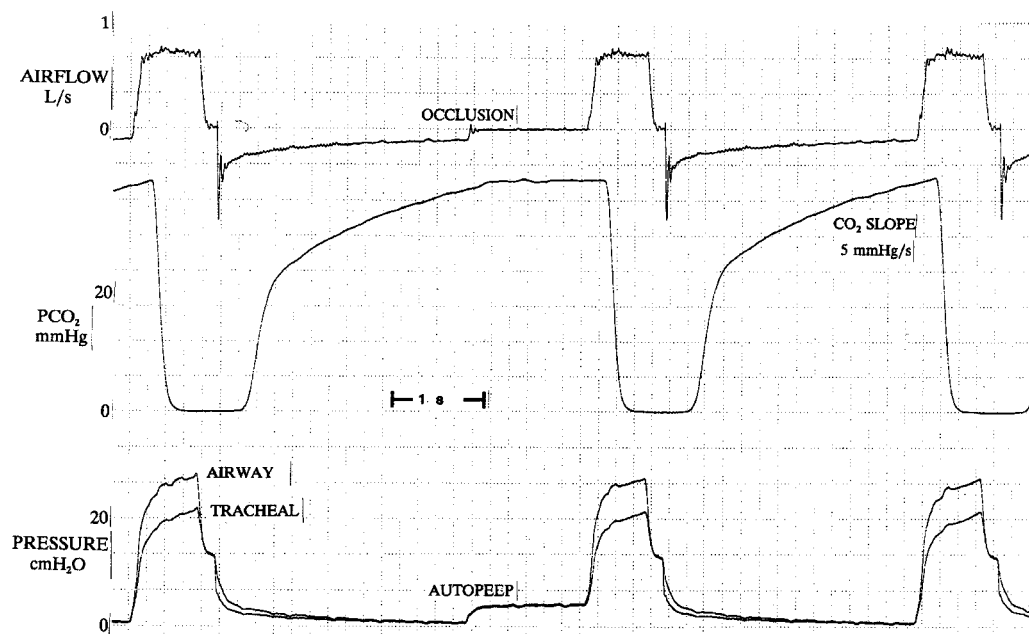 1
AIRFLOW
L/s
0
OCCLUSION
CO₂ SLOPE
5 mmHg/s
20
PCO₂
mmHg
0
1 s
AIRWAY
TRACHEAL
20
PRESSURE
cmH₂O
AUTOPEEP
0